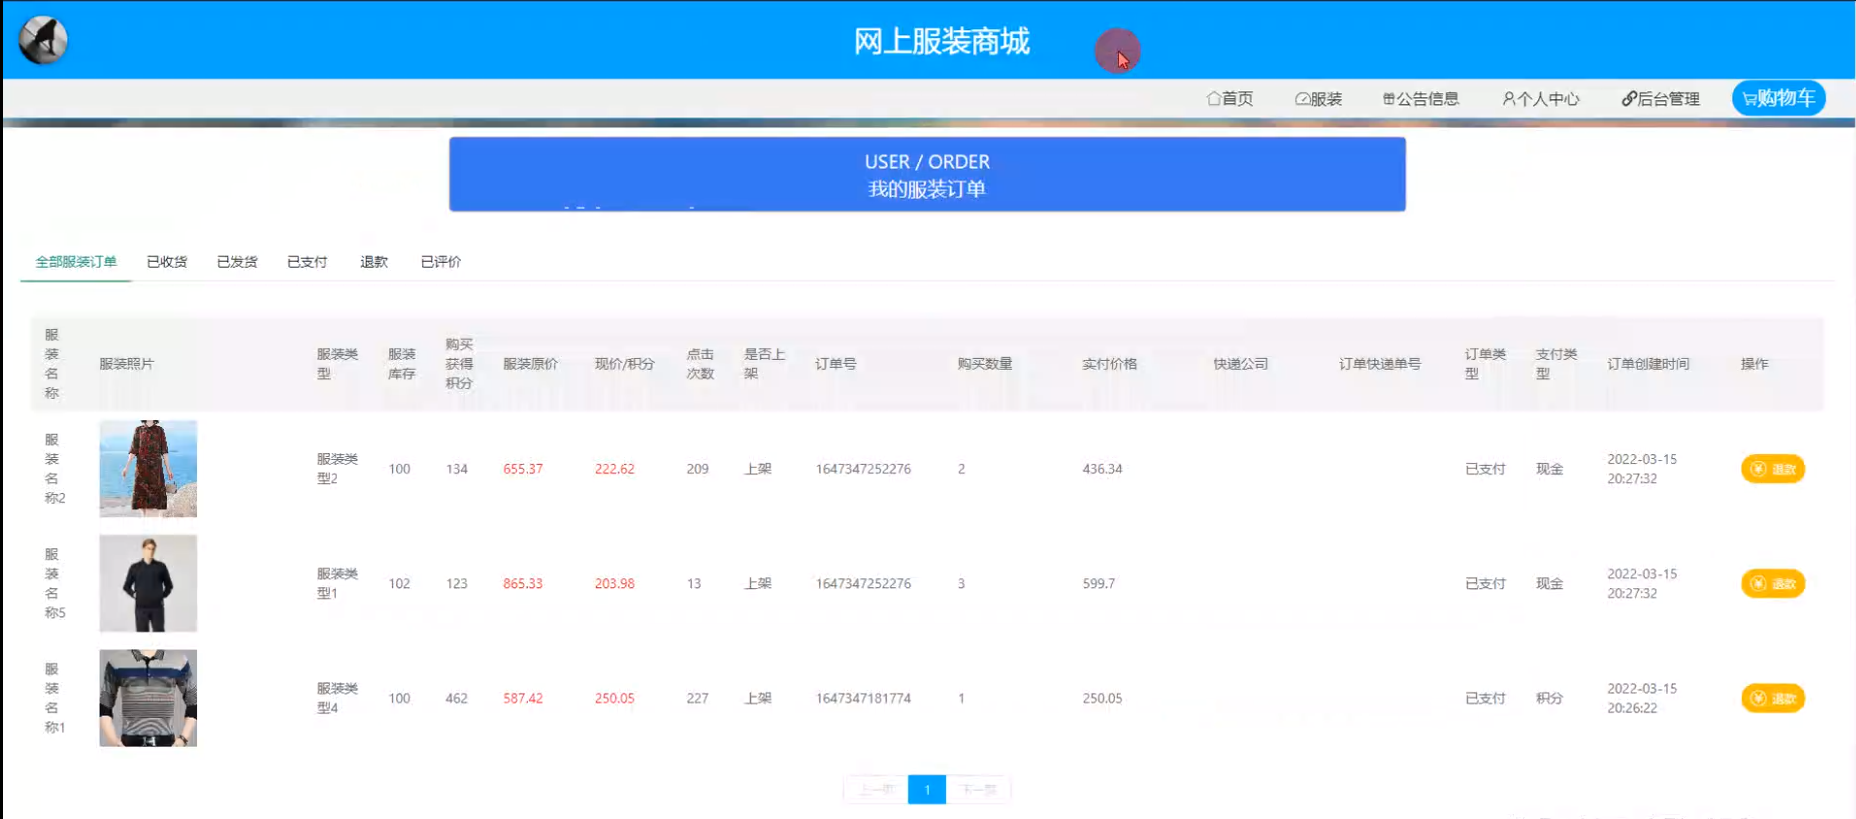 网上服装商城
首页 服装 公告信息 个人中心 后台管理 购物车
USER / ORDER
我的服装订单
全部服装订单 已收货 已发货 已支付 退款 已评价
服装名称 服装照片 服装类型 服装库存 购买获得积分 服装原价 现价/积分 点击次数 是否上架 订单号 购买数量 实付价格 快递公司 订单快递单号 订单类型 支付类型 订单创建时间 操作
服装名称2 服装类型2 100 134 655.37 222.62 209 上架 1647347252276 2 436.34 已支付 现金 2022-03-15 20:27:32 退款
服装名称5 服装类型1 102 123 865.33 203.98 13 上架 1647347252276 3 599.7 已支付 现金 2022-03-15 20:27:32 退款
服装名称1 服装类型4 100 462 587.42 250.05 227 上架 1647347181774 1 250.05 已支付 积分 2022-03-15 20:26:22 退款
上一页 1 下一页